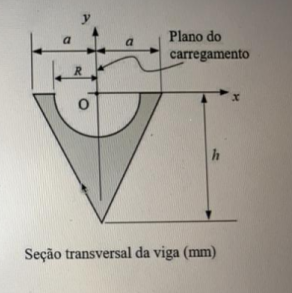 y
a
a
Plano do
carregamento
R
O
x
h
Seção transversal da viga (mm)